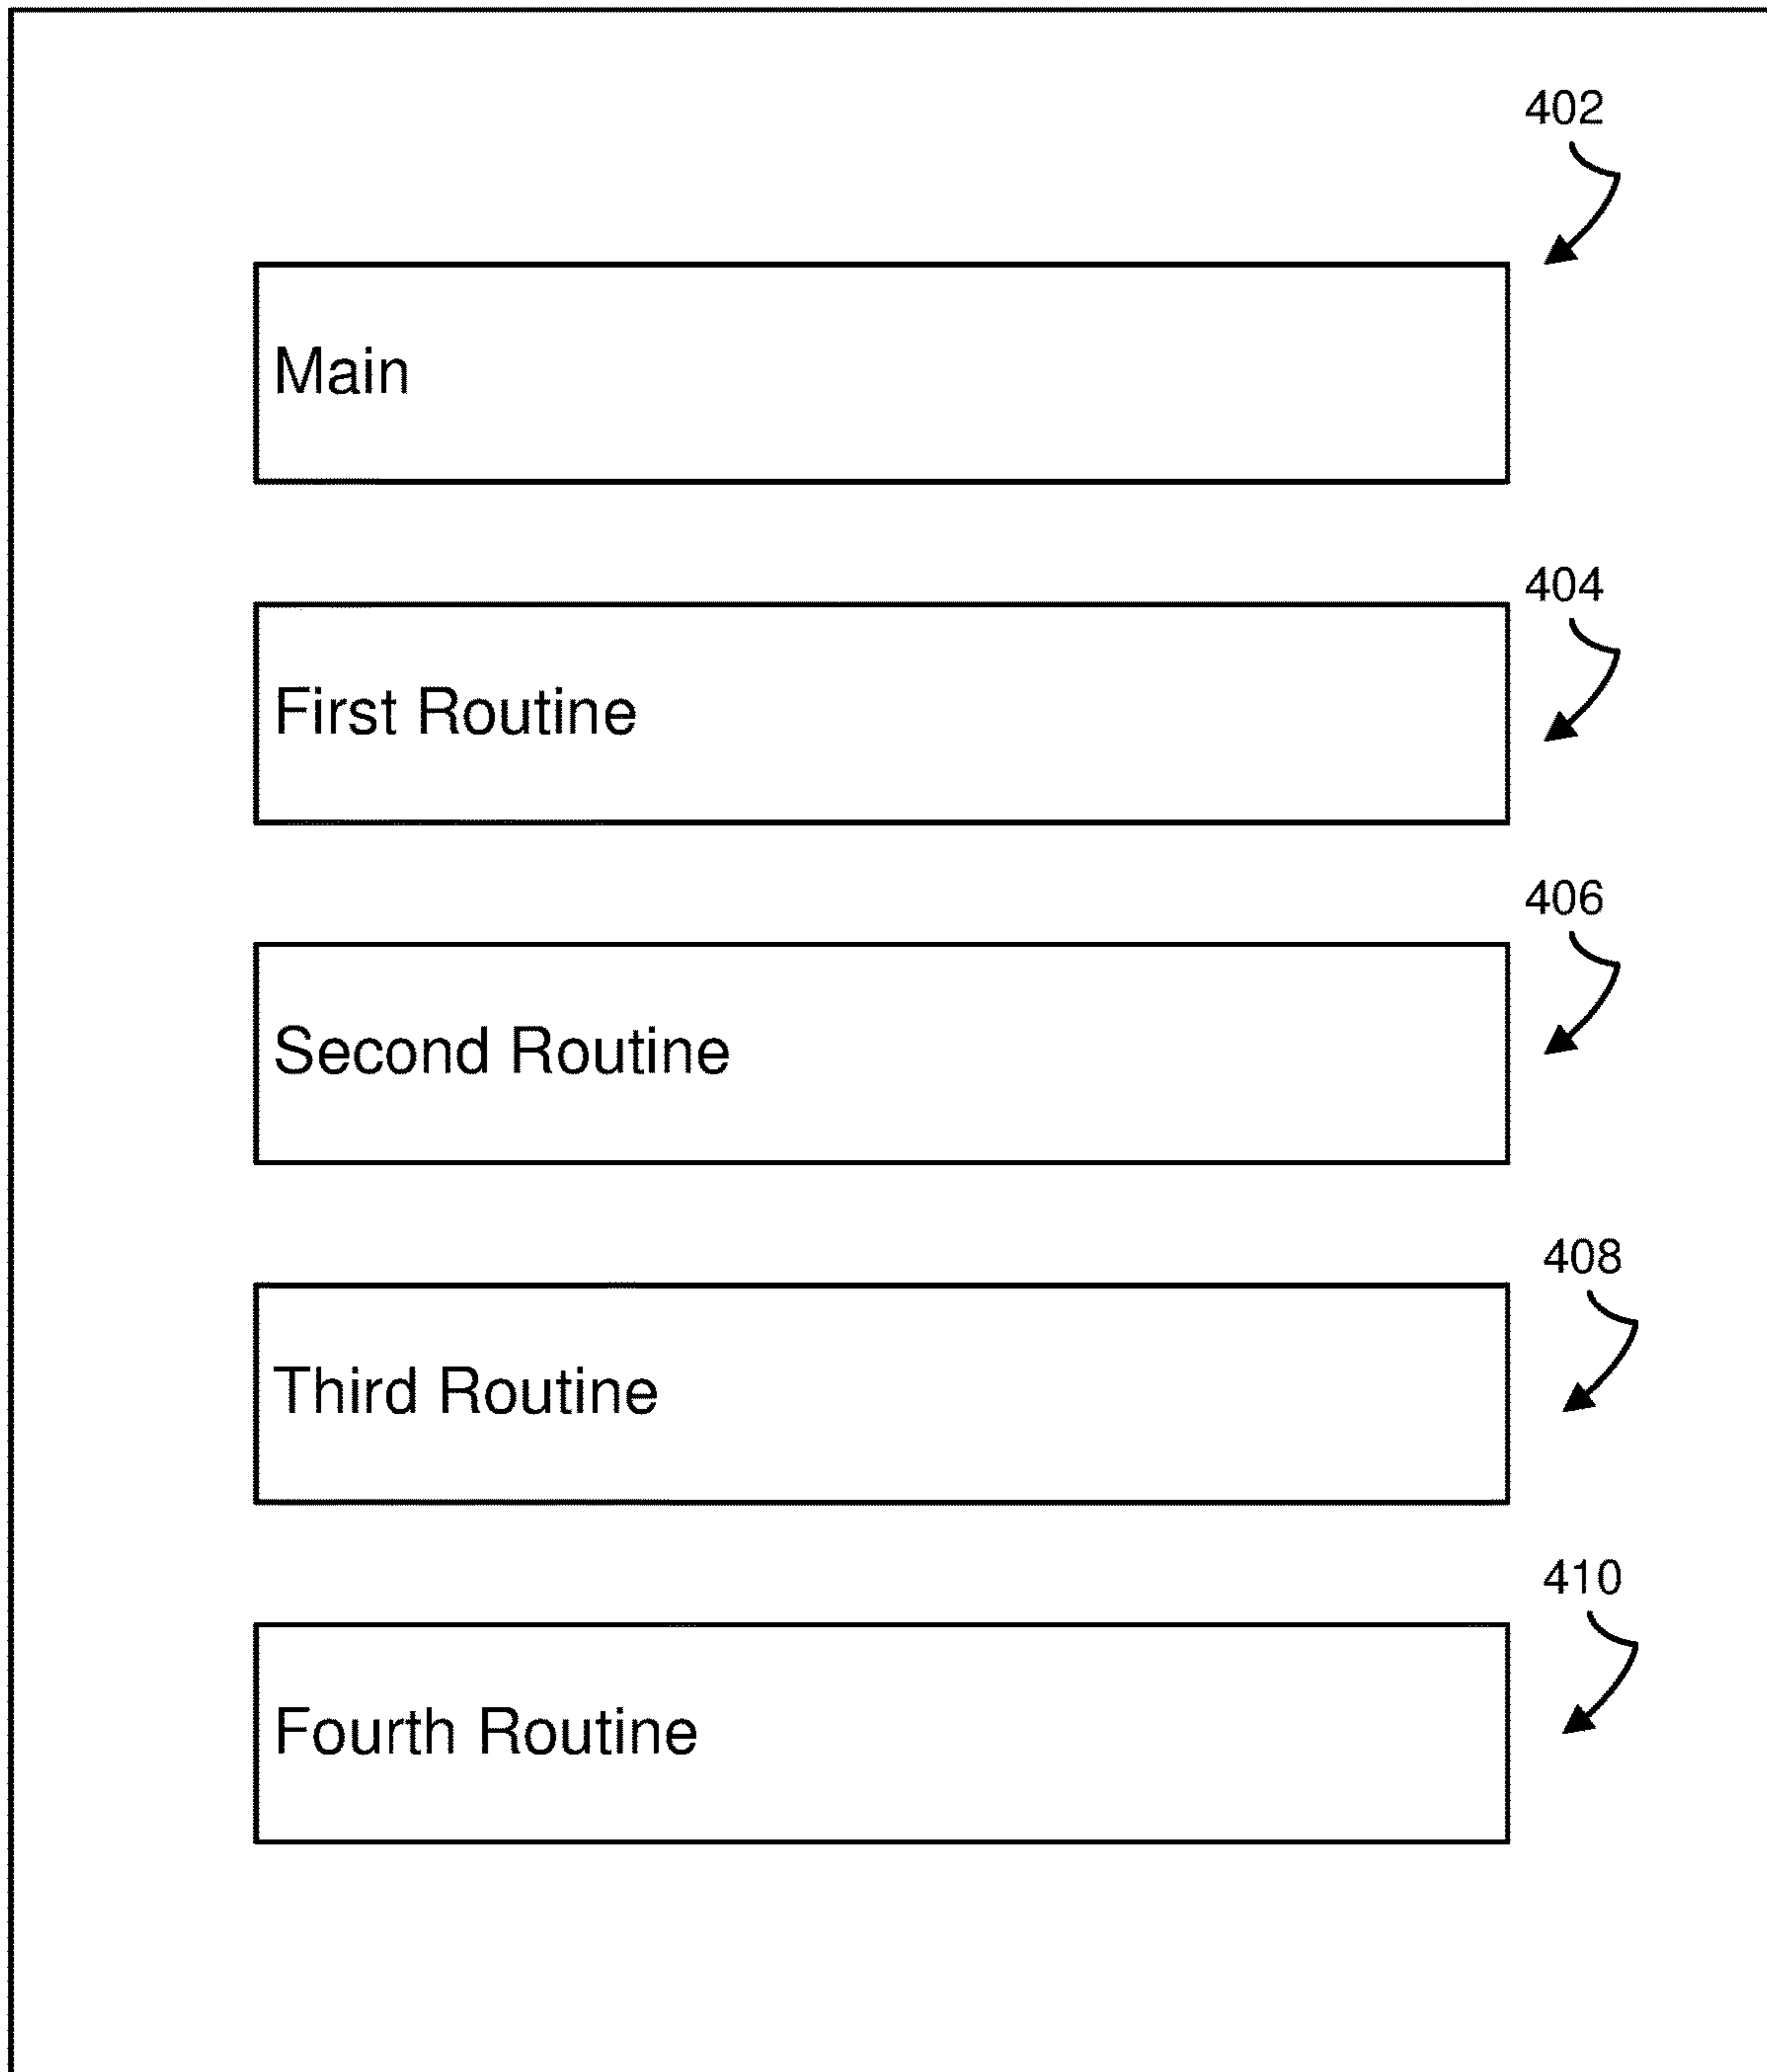 402
Main
404
First Routine
406
Second Routine
408
Third Routine
410
Fourth Routine